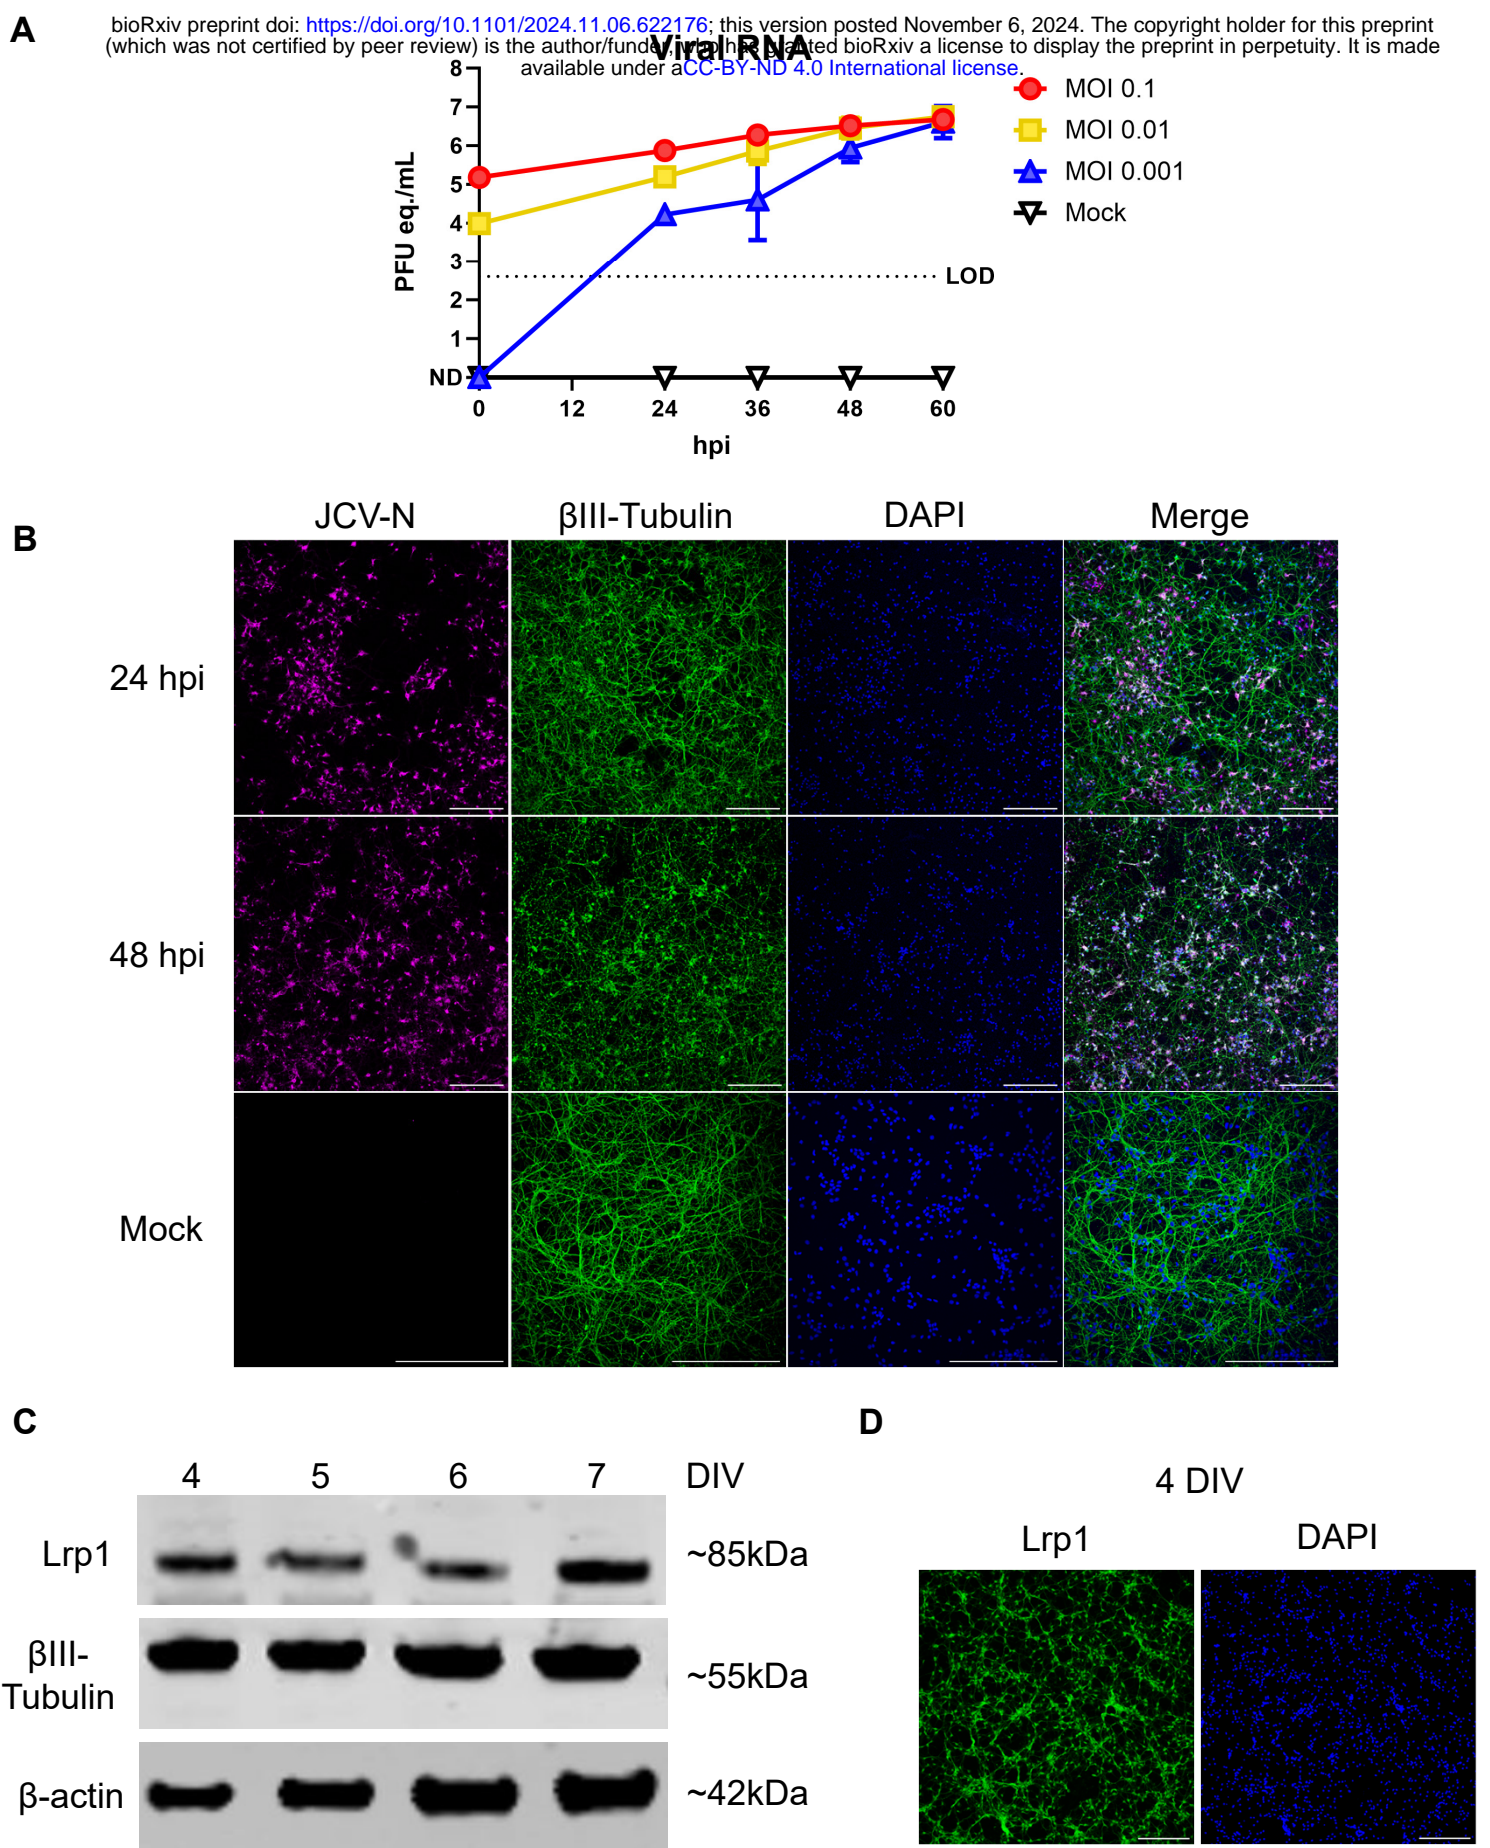 A
bioRxiv preprint doi: https://doi.org/10.1101/2024.11.06.622176; this version posted November 6, 2024. The copyright holder for this preprint
(which was not certified by peer review) is the author/funder, who has granted bioRxiv a license to display the preprint in perpetuity. It is made
available under aCC-BY-ND 4.0 International license.
Viral RNA
8
7
6
5
4
3
2
1
ND
PFU eq./mL
LOD
0 12 24 36 48 60
hpi
MOI 0.1
MOI 0.01
MOI 0.001
Mock
B
JCV-N βIII-Tubulin DAPI Merge
24 hpi
48 hpi
Mock
C
4 5 6 7 DIV
Lrp1 ~85kDa
βIII-
Tubulin
~55kDa
β-actin ~42kDa
D
4 DIV
Lrp1 DAPI